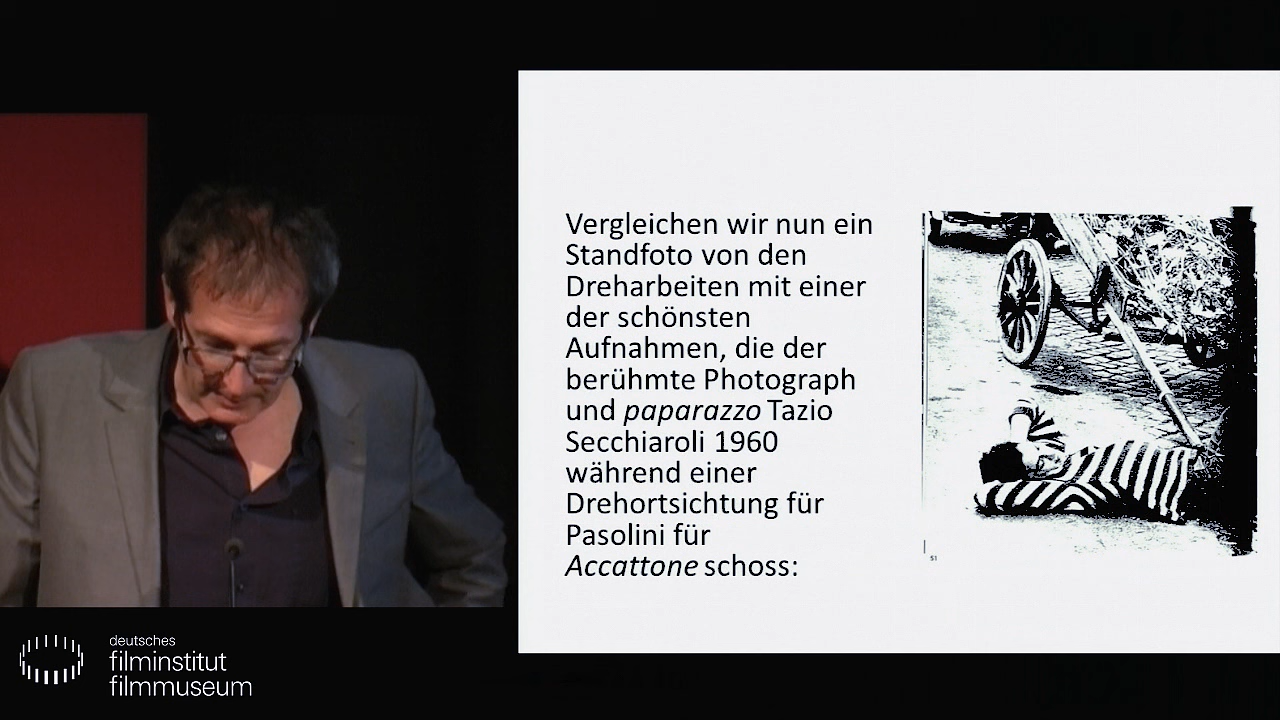 Vergleichen wir nun ein
Standfoto von den
Dreharbeiten mit einer
der schönsten
Aufnahmen, die der
berühmte Photograph
und paparazzo Tazio
Secchiaroli 1960
während einer
Drehortsichtung für
Pasolini für
Accattone schoss:
51
deutsches
filminstitut
filmmuseum